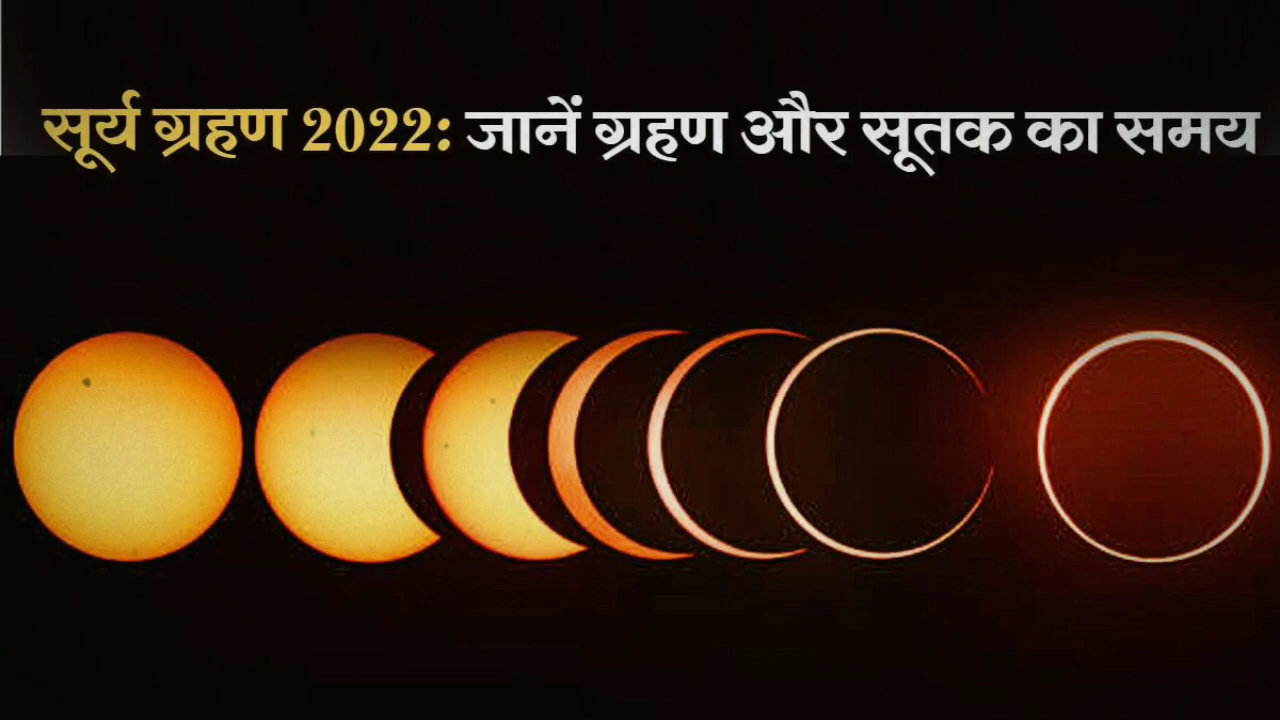 सूर्य ग्रहण 2022: जानें ग्रहण और सूतक का समय